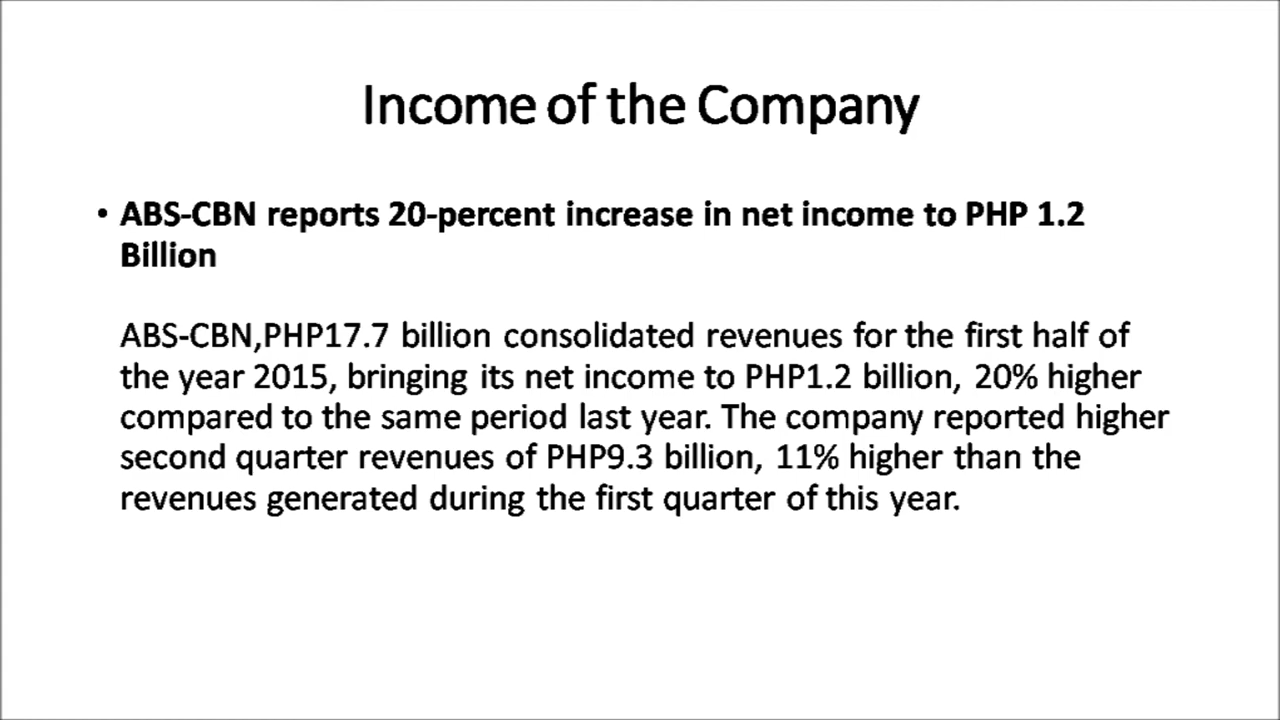 Income of the Company
• ABS-CBN reports 20-percent increase in net income to PHP 1.2
Billion
ABS-CBN,PHP17.7 billion consolidated revenues for the first half of
the year 2015, bringing its net income to PHP1.2 billion, 20% higher
compared to the same period last year. The company reported higher
second quarter revenues of PHP9.3 billion, 11% higher than the
revenues generated during the first quarter of this year.